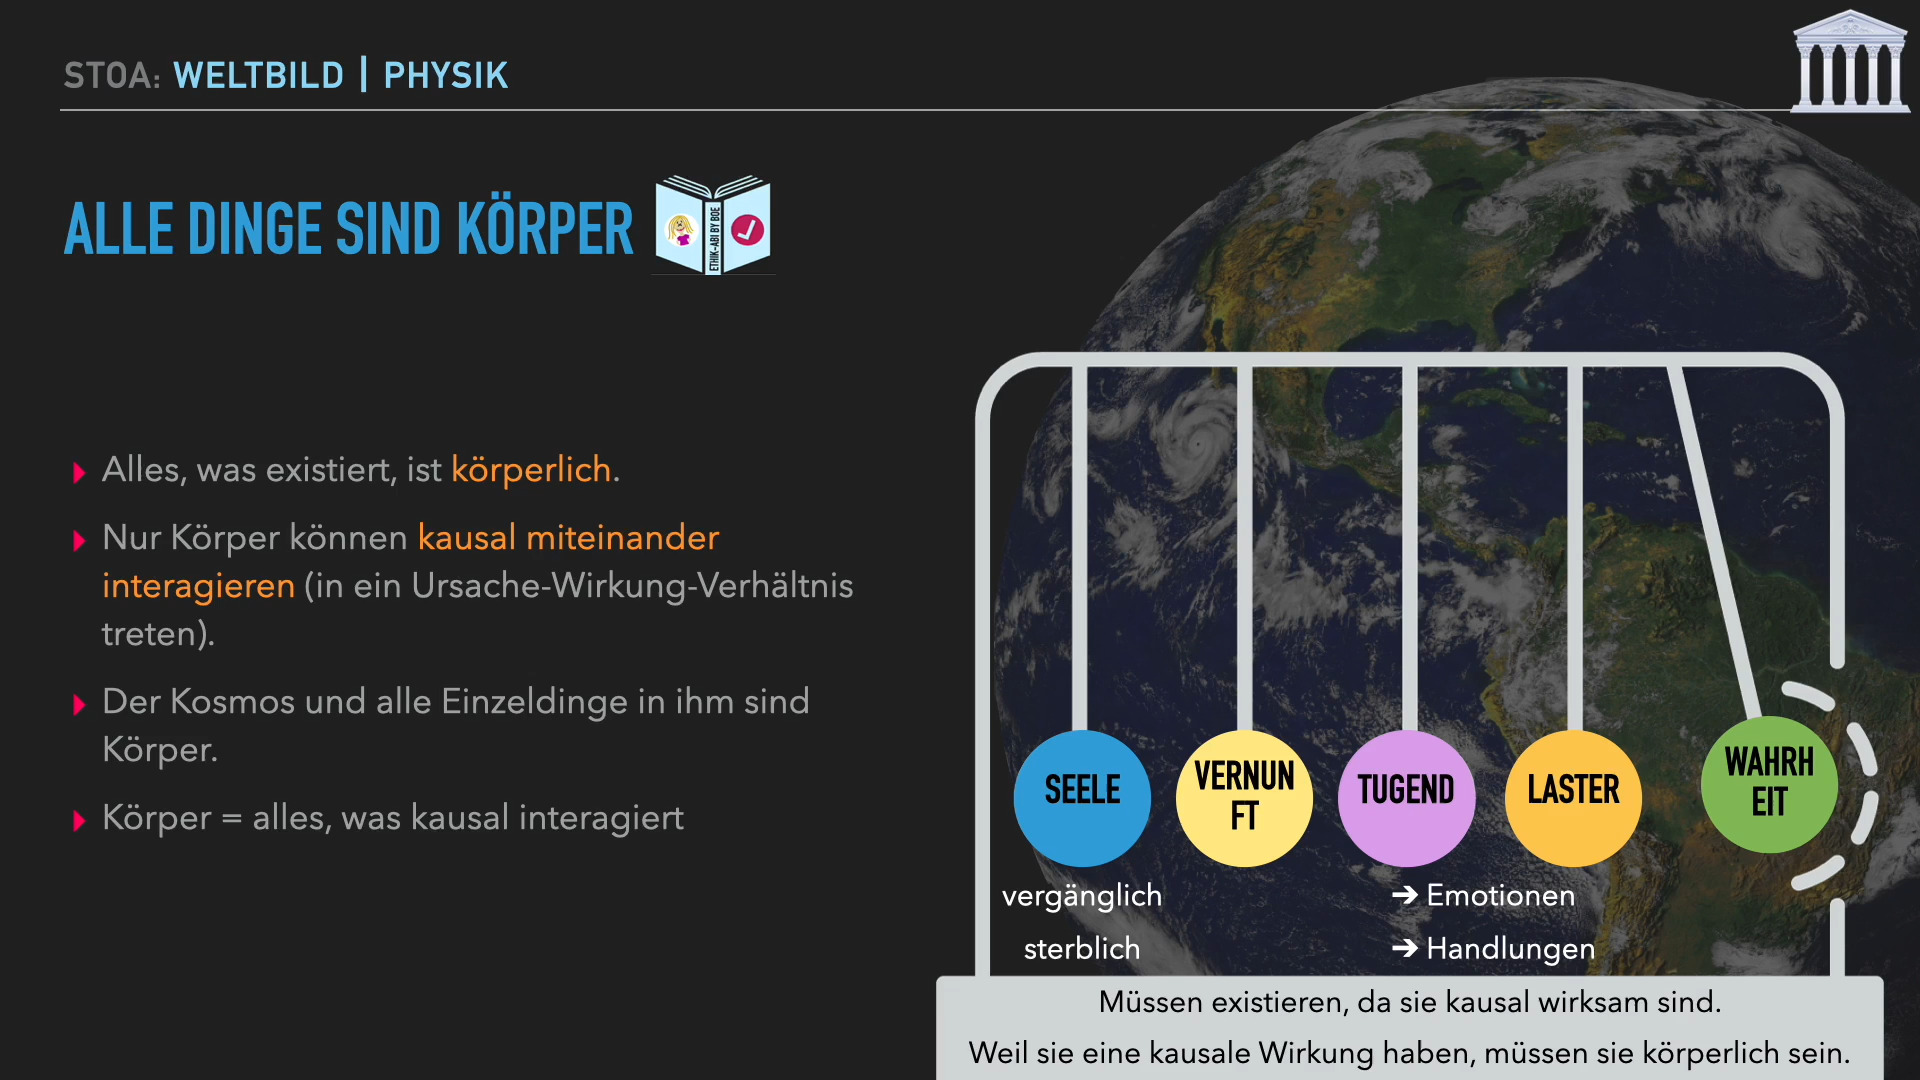 STOA: WELTBILD | PHYSIK
ALLE DINGE SIND KÖRPER
ETHIK-ABI BY BOE
Alles, was existiert, ist körperlich.
Nur Körper können kausal miteinander
interagieren (in ein Ursache-Wirkung-Verhältnis
treten).
Der Kosmos und alle Einzeldinge in ihm sind
Körper.
Körper = alles, was kausal interagiert
SEELE
VERNUN
FT
TUGEND
LASTER
WAHRH
EIT
vergänglich
sterblich
➔ Emotionen
➔ Handlungen
Müssen existieren, da sie kausal wirksam sind.
Weil sie eine kausale Wirkung haben, müssen sie körperlich sein.